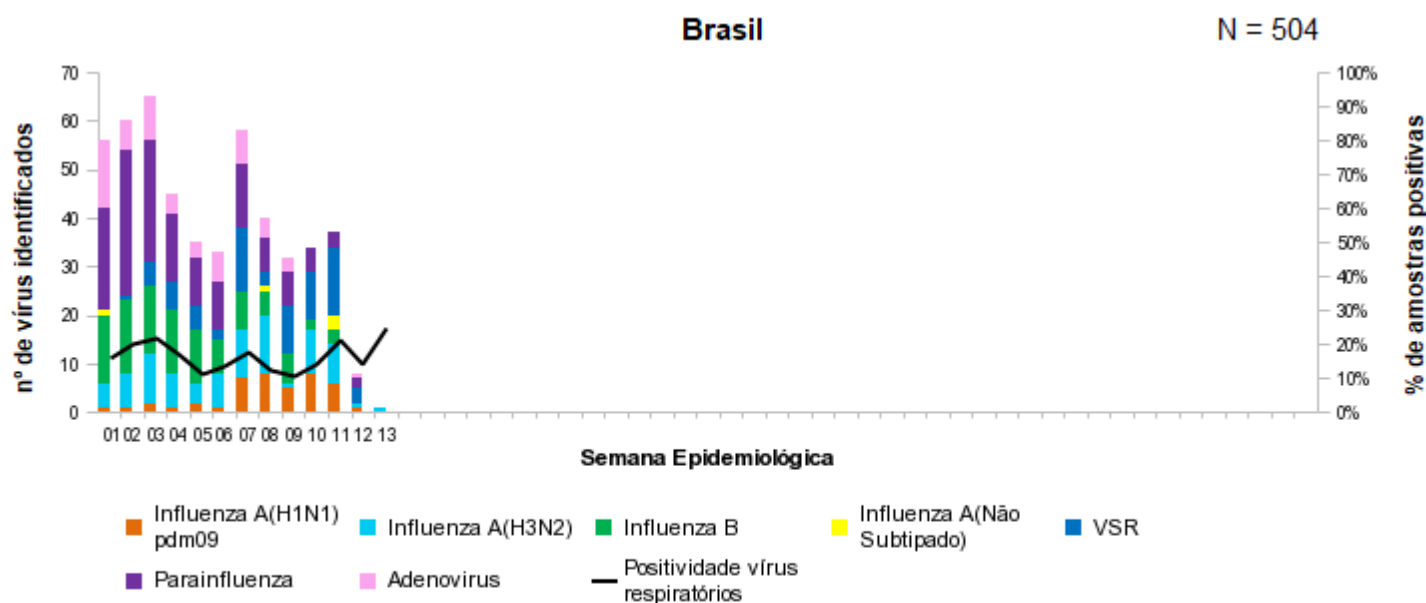 Brasil
N = 504
nº de vírus identificados
70
60
50
40
30
20
10
0
100%
90%
80%
70%
60%
50%
40%
30%
20%
10%
0%
% de amostras positivas
01 02 03 04 05 06 07 08 09 10 11 12 13
Semana Epidemiológica
Influenza A(H1N1)
pdm09
Influenza A(H3N2)
Influenza B
Influenza A(Não
Subtipado)
VSR
Parainfluenza
Adenovirus
Positividade vírus
respiratórios